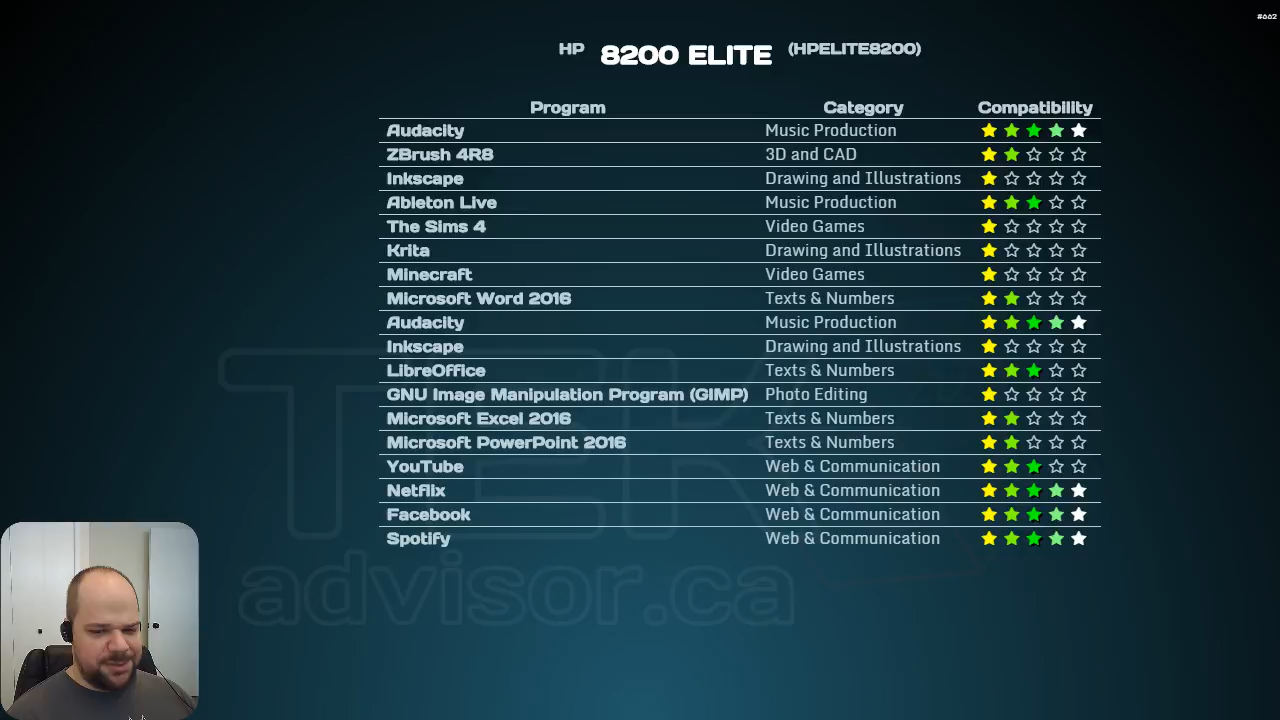 #662
HP 8200 ELITE (HPELITE8200)
Program Category Compatibility
Audacity Music Production
ZBrush 4R8 3D and CAD
Inkscape Drawing and Illustrations
Ableton Live Music Production
The Sims 4 Video Games
Krita Drawing and Illustrations
Minecraft Video Games
Microsoft Word 2016 Texts & Numbers
Audacity Music Production
Inkscape Drawing and Illustrations
LibreOffice Texts & Numbers
GNU Image Manipulation Program (GIMP) Photo Editing
Microsoft Excel 2016 Texts & Numbers
Microsoft PowerPoint 2016 Texts & Numbers
YouTube Web & Communication
Netflix Web & Communication
Facebook Web & Communication
Spotify Web & Communication
TEK
advisor.ca